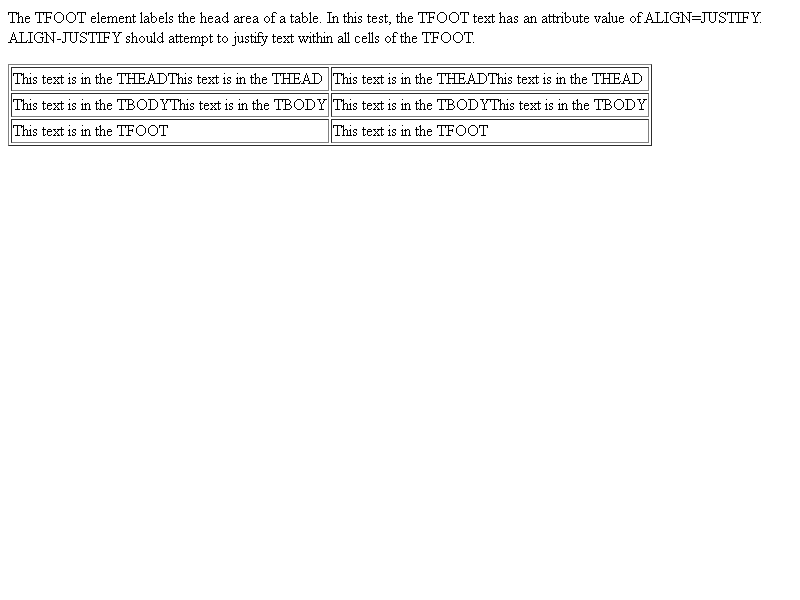 The TFOOT element labels the head area of a table. In this test, the TFOOT text has an attribute value of ALIGN=JUSTIFY.
ALIGN-JUSTIFY should attempt to justify text within all cells of the TFOOT.
This text is in the THEADThis text is in the THEAD This text is in the THEADThis text is in the THEAD
This text is in the TBODYThis text is in the TBODY This text is in the TBODYThis text is in the TBODY
This text is in the TFOOT This text is in the TFOOT